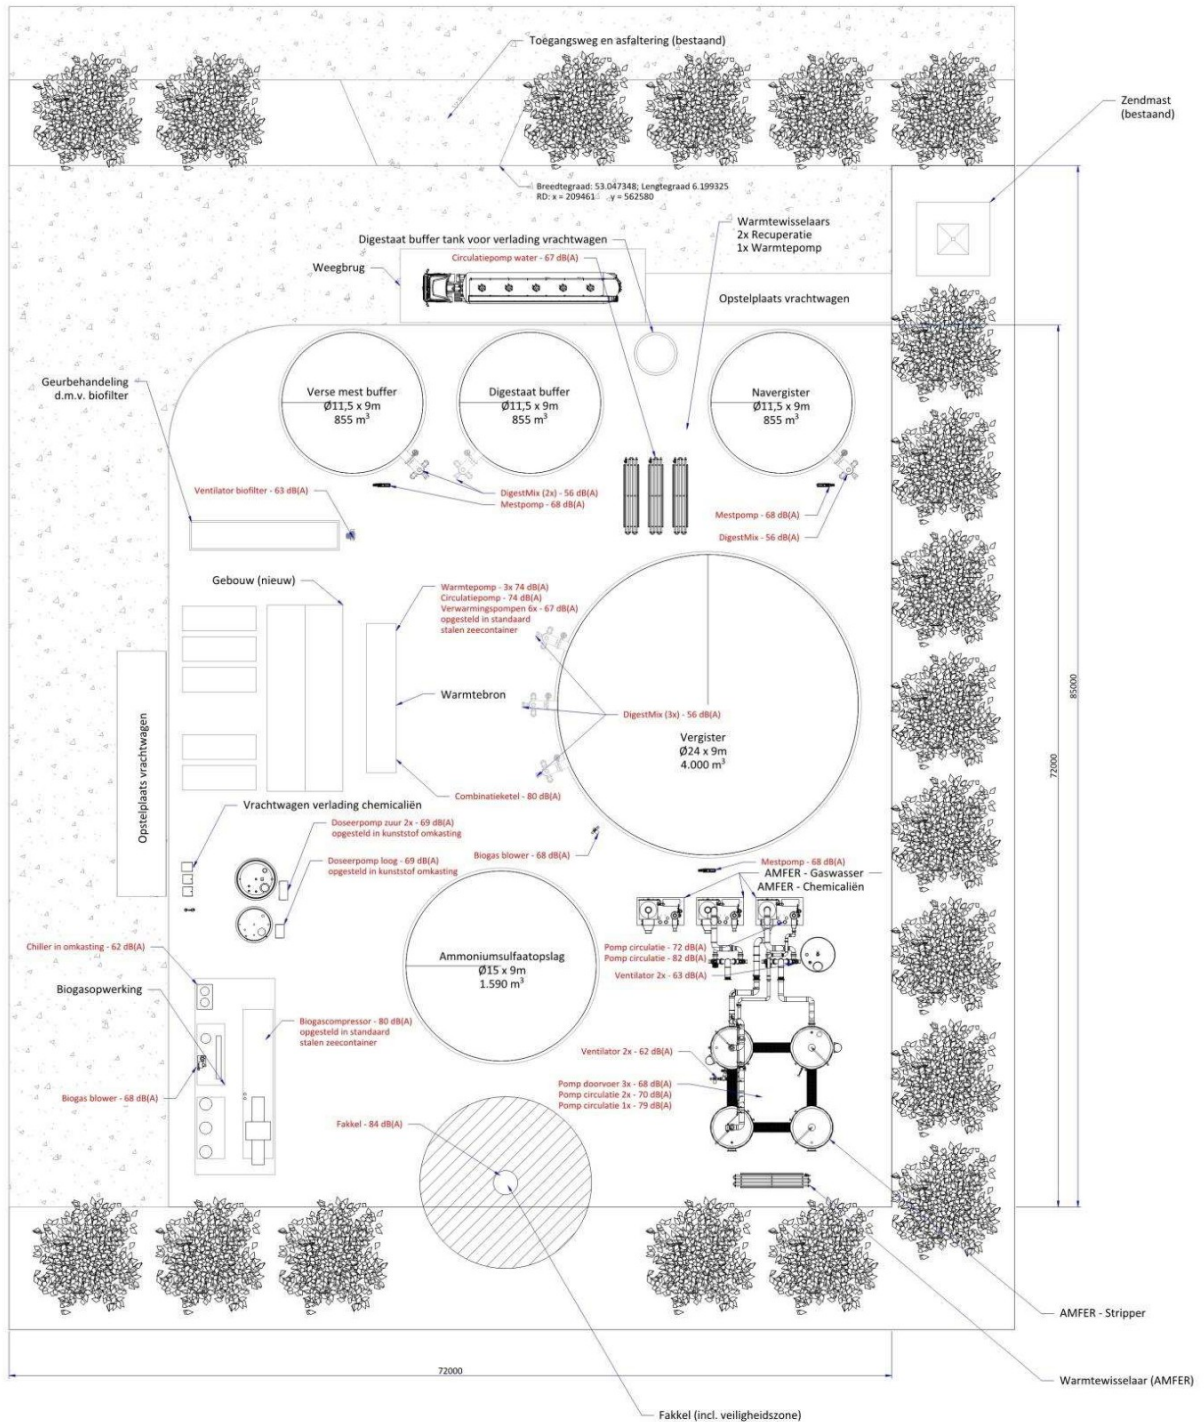 Toegangsweg en asfaltering (bestaand)
Zendmast
(bestaand)
Breedtegraad: 53.047348; Lengtegraad 6.199325
RD: x = 209461 y = 562580
Warmtewisselaars
2x Recuperatie
1x Warmtepomp
Digestaat buffer tank voor verlading vrachtwagen
Circulatiepomp water - 67 dB(A)
Weegbrug
Opstelplaats vrachtwagen
Geurbehandeling
d.m.v. biofilter
Verse mest buffer
Ø11,5 x 9m
855 m³
Digestaat buffer
Ø11,5 x 9m
855 m³
Navergister
Ø11,5 x 9m
855 m³
Ventilator biofilter - 63 dB(A)
DigestMix (2x) - 56 dB(A)
Mestpomp - 68 dB(A)
Mestpomp - 68 dB(A)
DigestMix - 56 dB(A)
Gebouw (nieuw)
Warmtepomp - 3x 74 dB(A)
Circulatiepomp - 74 dB(A)
Verwarmingspompen 6x - 67 dB(A)
opgesteld in standaard
stalen zeecontainer
Warmtebron
DigestMix (3x) - 56 dB(A)
Vergister
Ø24 x 9m
4.000 m³
85000
72000
Opstelplaats vrachtwagen
Combinatieketel - 80 dB(A)
Vrachtwagen verlading chemicaliën
Doseerpomp zuur 2x - 69 dB(A)
opgesteld in kunststof omkasting
Doseerpomp loog - 69 dB(A)
opgesteld in kunststof omkasting
Biogas blower - 68 dB(A)
Mestpomp - 68 dB(A)
AMFER - Gaswasser
AMFER - Chemicaliën
Chiller in omkasting - 62 dB(A)
Biogasopwerking
Ammoniumsulfaatopslag
Ø15 x 9m
1.590 m³
Pomp circulatie - 72 dB(A)
Pomp circulatie - 82 dB(A)
Ventilator 2x - 63 dB(A)
Biogascompressor - 80 dB(A)
opgesteld in standaard
stalen zeecontainer
Ventilator 2x - 62 dB(A)
Biogas blower - 68 dB(A)
Pomp doorvoer 3x - 68 dB(A)
Pomp circulatie 2x - 70 dB(A)
Pomp circulatie 1x - 79 dB(A)
Fakkel - 84 dB(A)
AMFER - Stripper
72000
Warmtewisselaar (AMFER)
Fakkel (incl. veiligheidszone)